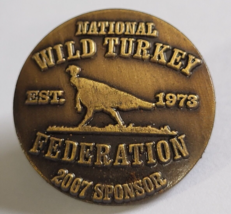 NATIONAL
WILD TURKEY
EST. 1973
FEDERATION
2007 SPONSOR